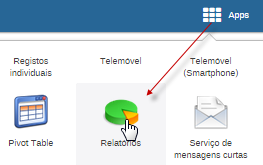 Apps
Registos
individuais
Telemóvel
Telemóvel
(Smartphone)
Pivot Table
Relatórios
Serviço de
mensagens curtas